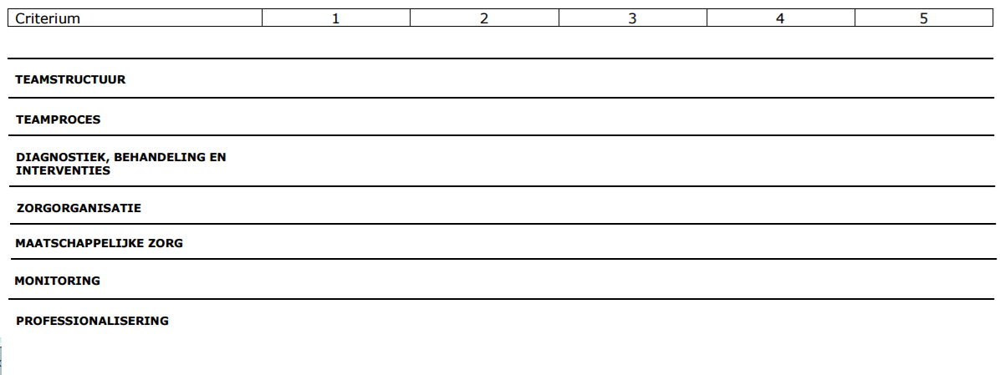 Criterium 1 2 3 4 5
TEAMSTRUCTUUR
TEAMPROCES
DIAGNOSTIEK, BEHANDELING EN
INTERVENTIES
ZORGORGANISATIE
MAATSCHAPPELIJKE ZORG
MONITORING
PROFESSIONALISERING